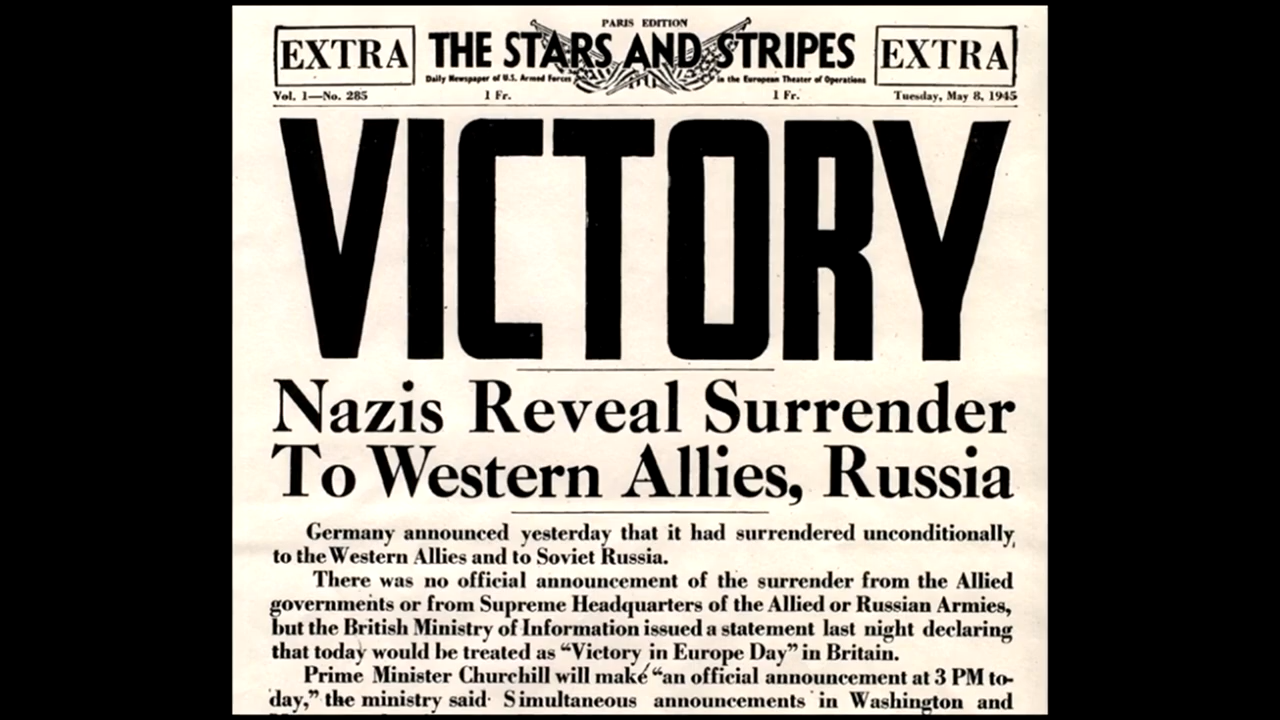 PARIS EDITION
EXTRA THE STARS AND STRIPES EXTRA
Daily Newspaper of U.S. Armed Forces in the European Theater of Operations
Vol. 1—No. 285 1 Fr. 1 Fr. Tuesday, May 8, 1945
VICTORY
Nazis Reveal Surrender
To Western Allies, Russia
Germany announced yesterday that it had surrendered unconditionally,
to the Western Allies and to Soviet Russia.
There was no official announcement of the surrender from the Allied
governments or from Supreme Headquarters of the Allied or Russian Armies,
but the British Ministry of Information issued a statement last night declaring
that today would be treated as “Victory in Europe Day” in Britain.
Prime Minister Churchill will make “an official announcement at 3 PM to-
day,” the ministry said· Simultaneous announcements in Washington and